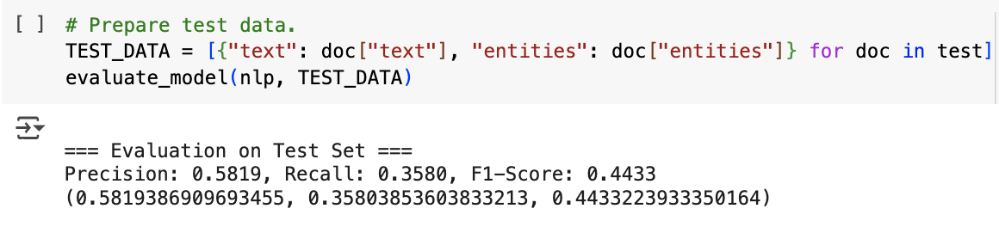 [ ] # Prepare test data.
TEST_DATA = [{"text": doc["text"], "entities": doc["entities"]} for doc in test]
evaluate_model(nlp, TEST_DATA)
=== Evaluation on Test Set ===
Precision: 0.5819, Recall: 0.3580, F1-Score: 0.4433
(0.5819386909693455, 0.35803853603833213, 0.4433223933350164)